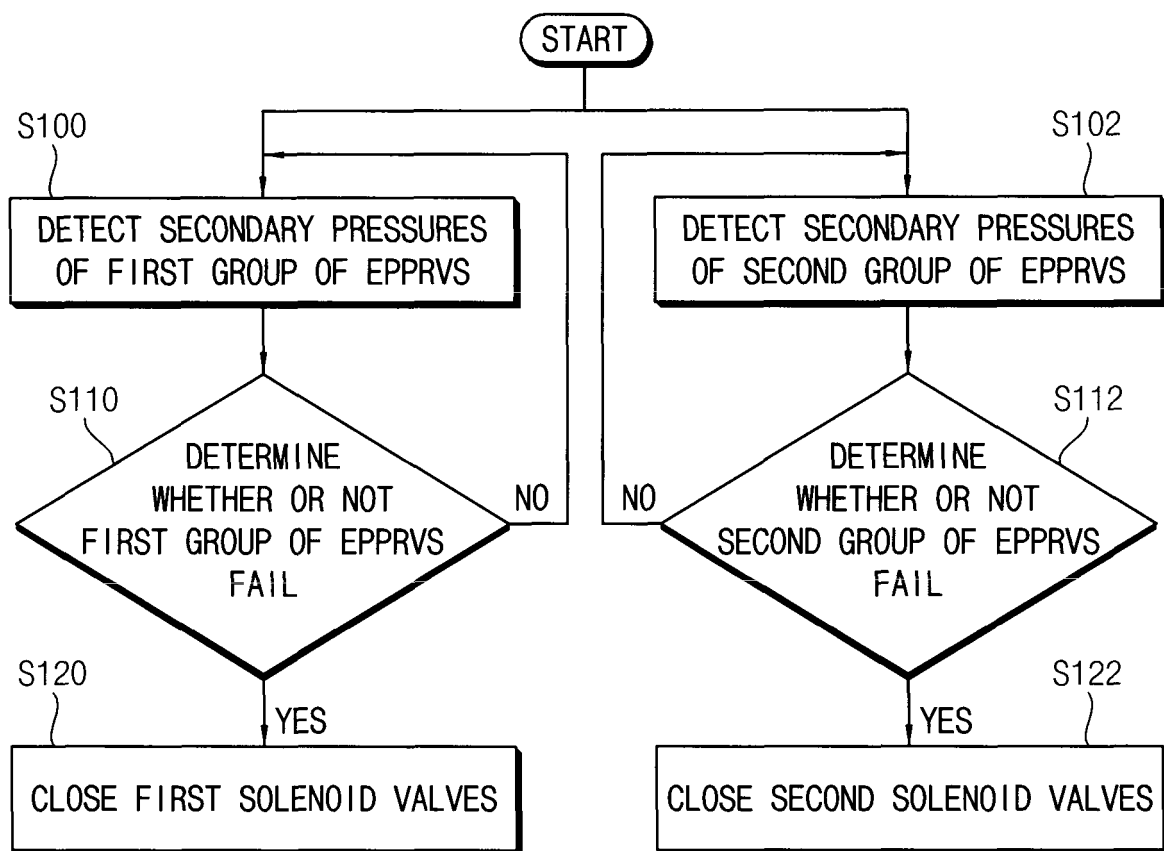 START
S100
S102
DETECT SECONDARY PRESSURES
OF FIRST GROUP OF EPPRVS
DETECT SECONDARY PRESSURES
OF SECOND GROUP OF EPPRVS
S110
S112
DETERMINE
WHETHER OR NOT
FIRST GROUP OF EPPRVS
FAIL
NO
NO
DETERMINE
WHETHER OR NOT
SECOND GROUP OF EPPRVS
FAIL
S120
S122
YES
YES
CLOSE FIRST SOLENOID VALVES
CLOSE SECOND SOLENOID VALVES